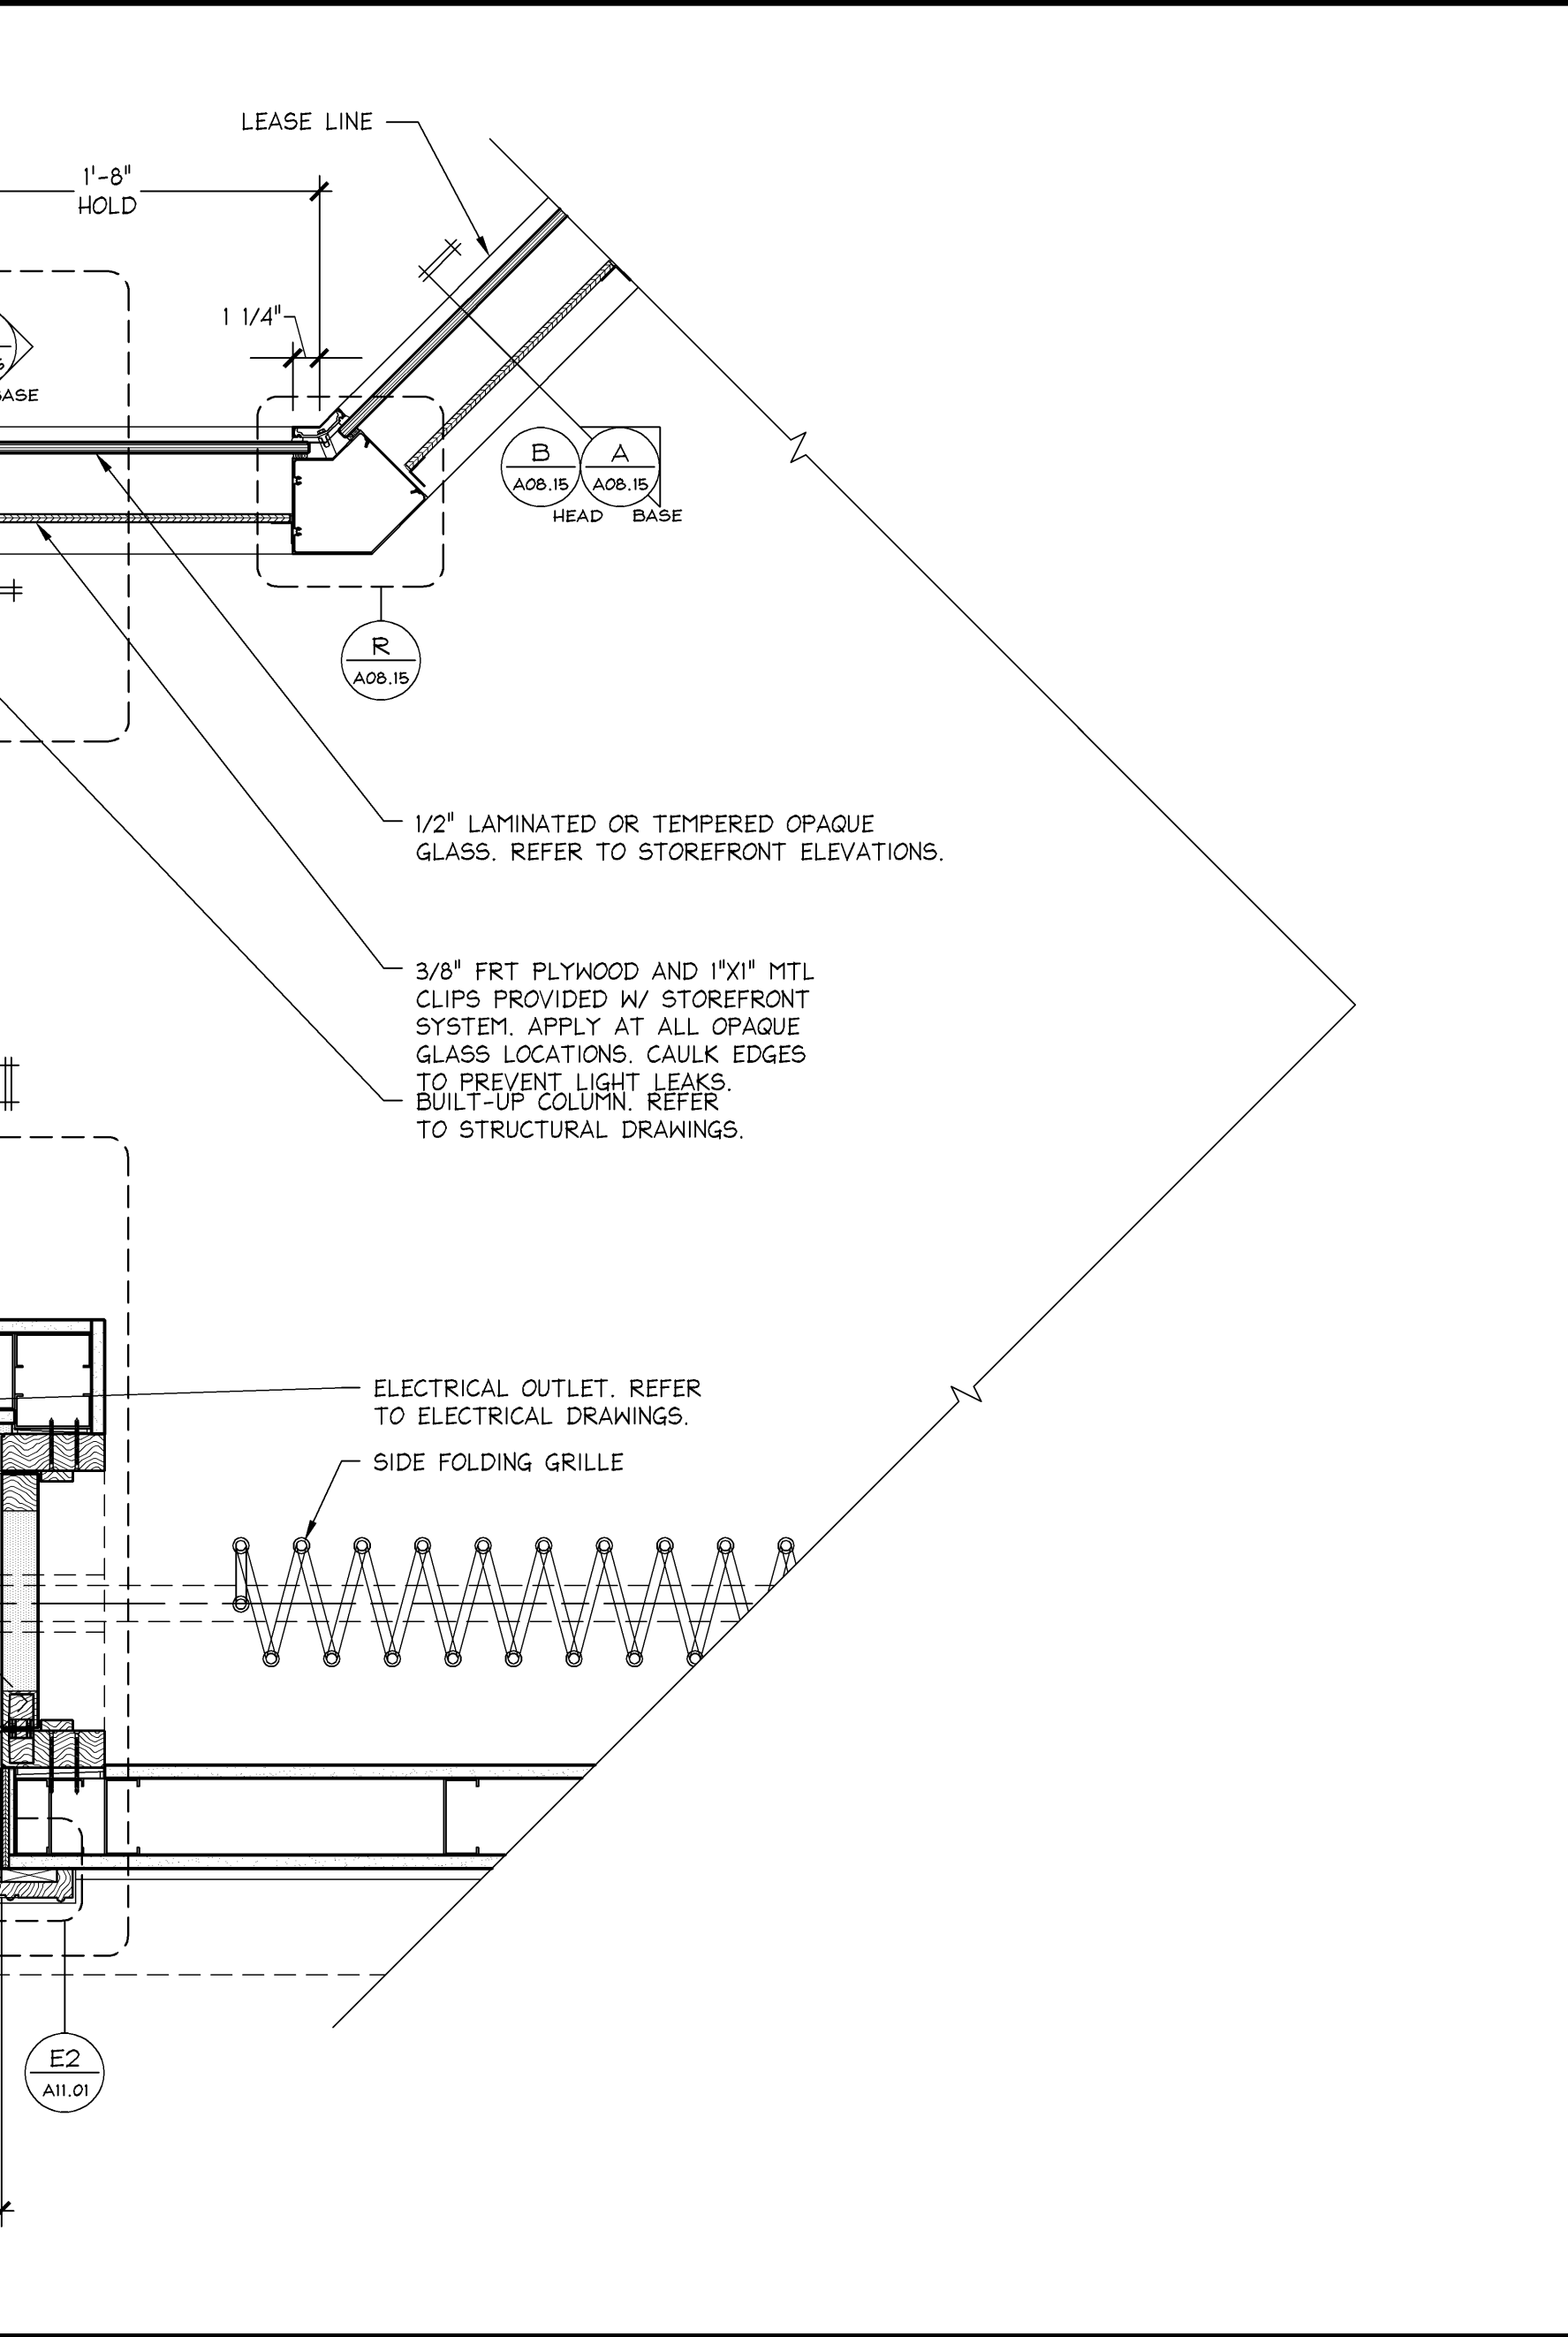 LEASE LINE
1'-8"
HOLD
1 1/4"
BASE
B
A08.15
HEAD
A
A08.15
BASE
R
A08.15
1/2" LAMINATED OR TEMPERED OPAQUE
GLASS. REFER TO STOREFRONT ELEVATIONS.
3/8" FRT PLYWOOD AND 1"X1" MTL
CLIPS PROVIDED W/ STOREFRONT
SYSTEM. APPLY AT ALL OPAQUE
GLASS LOCATIONS. CAULK EDGES
TO PREVENT LIGHT LEAKS.
BUILT-UP COLUMN. REFER
TO STRUCTURAL DRAWINGS.
ELECTRICAL OUTLET. REFER
TO ELECTRICAL DRAWINGS.
SIDE FOLDING GRILLE
E2
A11.01